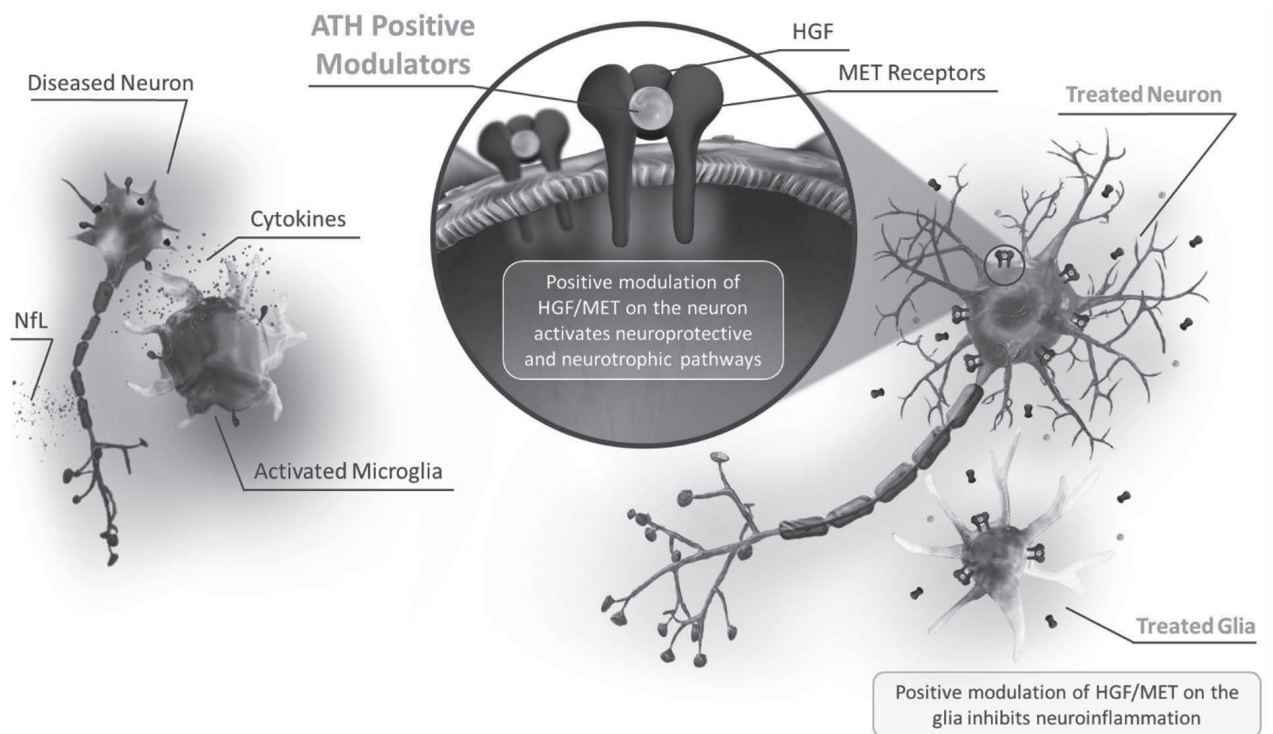 ATH Positive
Modulators
HGF
MET Receptors
Diseased Neuron
Treated Neuron
Cytokines
Positive modulation of
HGF/MET on the neuron
activates neuroprotective
and neurotrophic pathways
NfL
Activated Microglia
Treated Glia
Positive modulation of HGF/MET on the
glia inhibits neuroinflammation